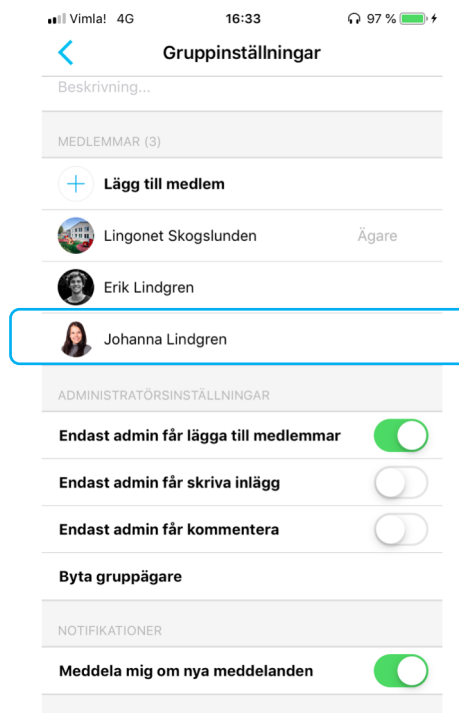 Vimla! 4G 16:33 97 %
Gruppinställningar
Beskrivning...
MEDLEMMAR (3)
Lägg till medlem
Lingonet Skogslunden Ägare
Erik Lindgren
Johanna Lindgren
ADMINISTRATÖRSINSTÄLLNINGAR
Endast admin får lägga till medlemmar
Endast admin får skriva inlägg
Endast admin får kommentera
Byta gruppägare
NOTIFIKATIONER
Meddela mig om nya meddelanden